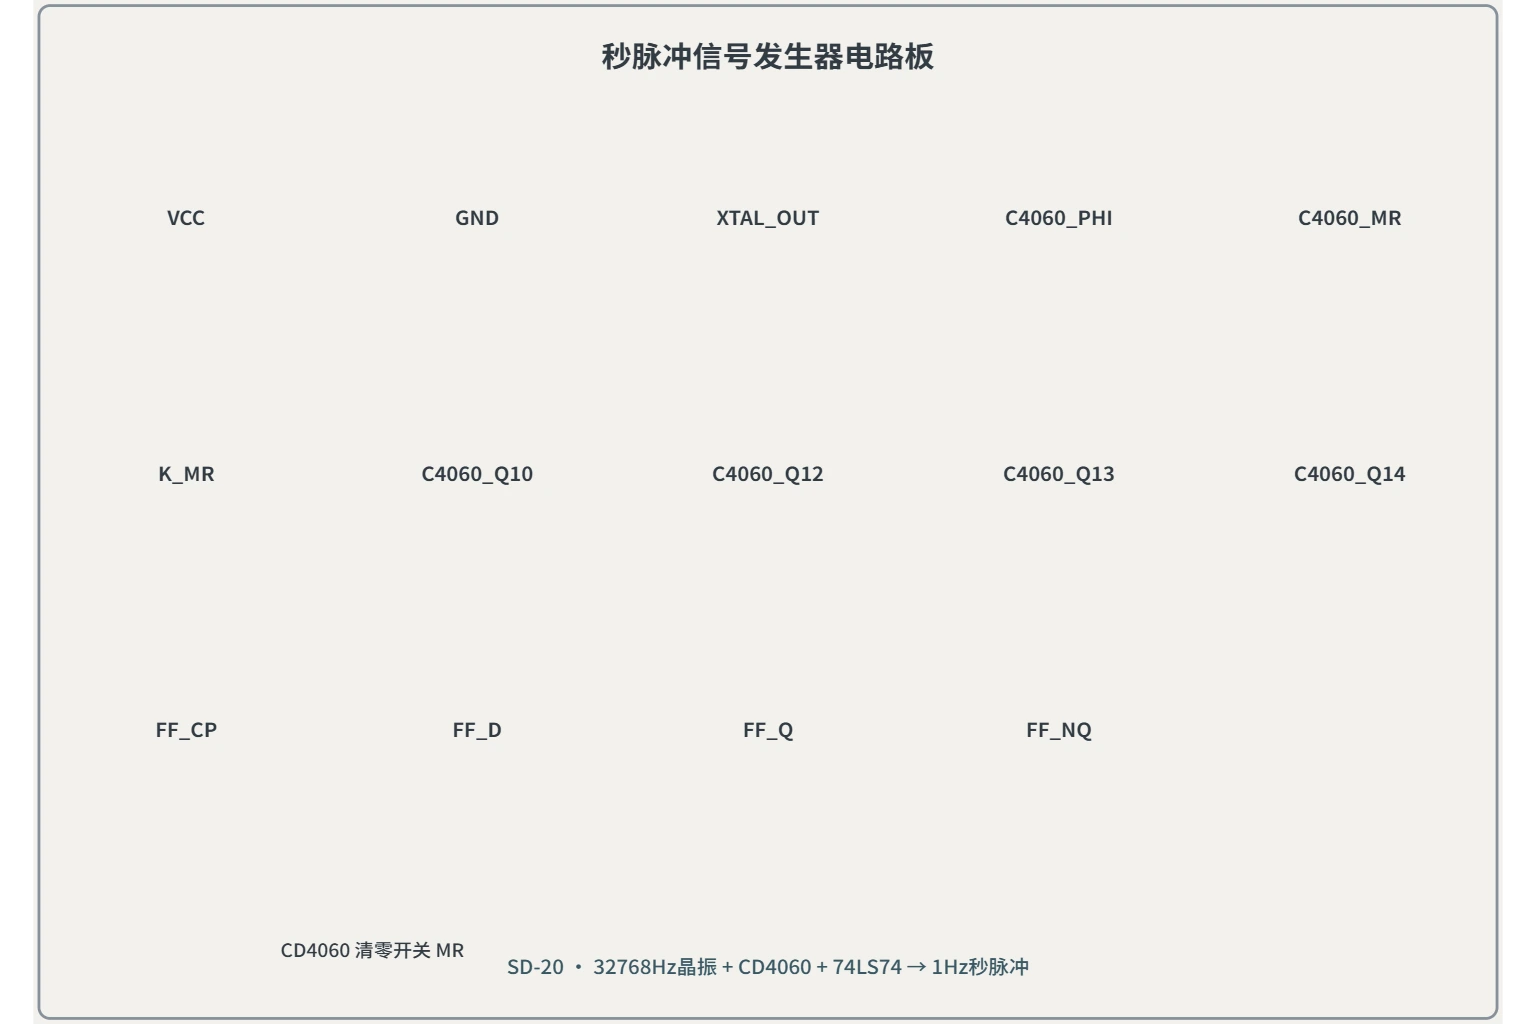 秒脉冲信号发生器电路板
VCC
GND
XTAL_OUT
C4060_PHI
C4060_MR
K_MR
C4060_Q10
C4060_Q12
C4060_Q13
C4060_Q14
FF_CP
FF_D
FF_Q
FF_NQ
CD4060 清零开关 MR
SD-20 · 32768Hz晶振 + CD4060 + 74LS74 → 1Hz秒脉冲